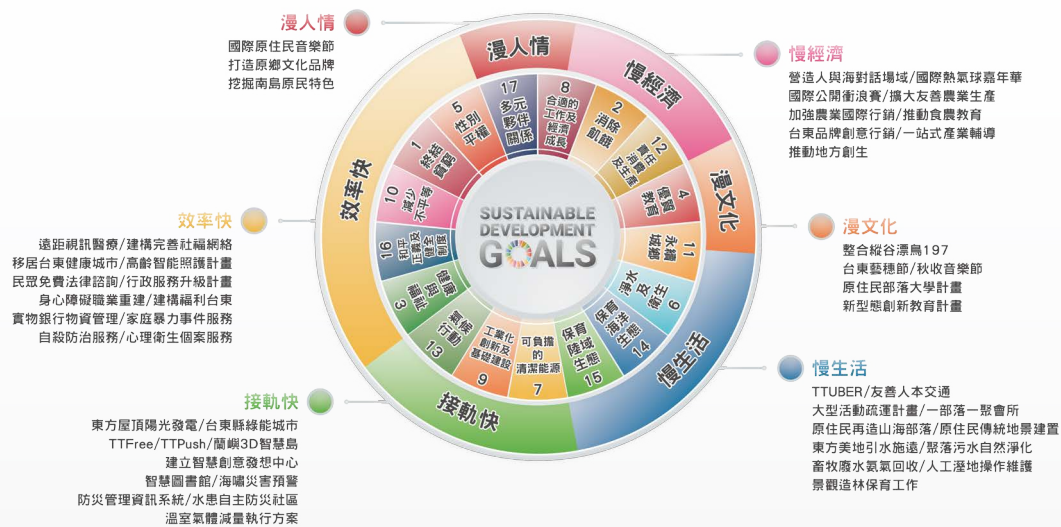 漫人情
國際原住民音樂節
打造原鄉文化品牌
挖掘南島原民特色
慢經濟
營造人與海對話場域/國際熱氣球嘉年華
國際公開衝浪賽/擴大友善農業生產
加強農業國際行銷/推動食農教育
台東品牌創意行銷/一站式產業輔導
推動地方創生
漫文化
整合縱谷漂鳥197
台東藝穗節/秋收音樂節
原住民部落大學計畫
新型態創新教育計畫
慢生活
TTUBER/友善人本交通
大型活動疏運計畫/一部落一聚會所
原住民再造山海部落/原住民傳統地景建置
東方美地引水施遠/聚落污水自然淨化
畜牧廢水氨氮回收/人工溼地操作維護
景觀造林保育工作
接軌快
東方屋頂陽光發電/台東縣綠能城市
TTFree/TTPush/蘭嶼3D智慧島
建立智慧創意發想中心
智慧圖書館/海嘯災害預警
防災管理資訊系統/水患自主防災社區
溫室氣體減量執行方案
效率快
遠距視訊醫療/建構完善社福網絡
移居台東健康城市/高齡智能照護計畫
民眾免費法律諮詢/行政服務升級計畫
身心障礙職業重建/建構福利台東
實物銀行物資管理/家庭暴力事件服務
自殺防治服務/心理衛生個案服務
漫人情
慢經濟
漫文化
慢生活
接軌快
效率快
17
多元
夥伴
關係
8
合適的
工作及
經濟
成長
2
消除
飢餓
12
責任
消費
及生產
4
優質
教育
11
永續
城鄉
6
淨水
及
衛生
14
保育
海洋
生態
15
保育
陸域
生態
7
可負擔
的
清潔能源
9
工業化
創新及
基礎建設
13
氣候
行動
3
健康
與
福祉
16
和平
正義及
健全
制度
10
減少
不平等
1
終結
貧窮
5
性別
平權
SUSTAINABLE
DEVELOPMENT
GOALS